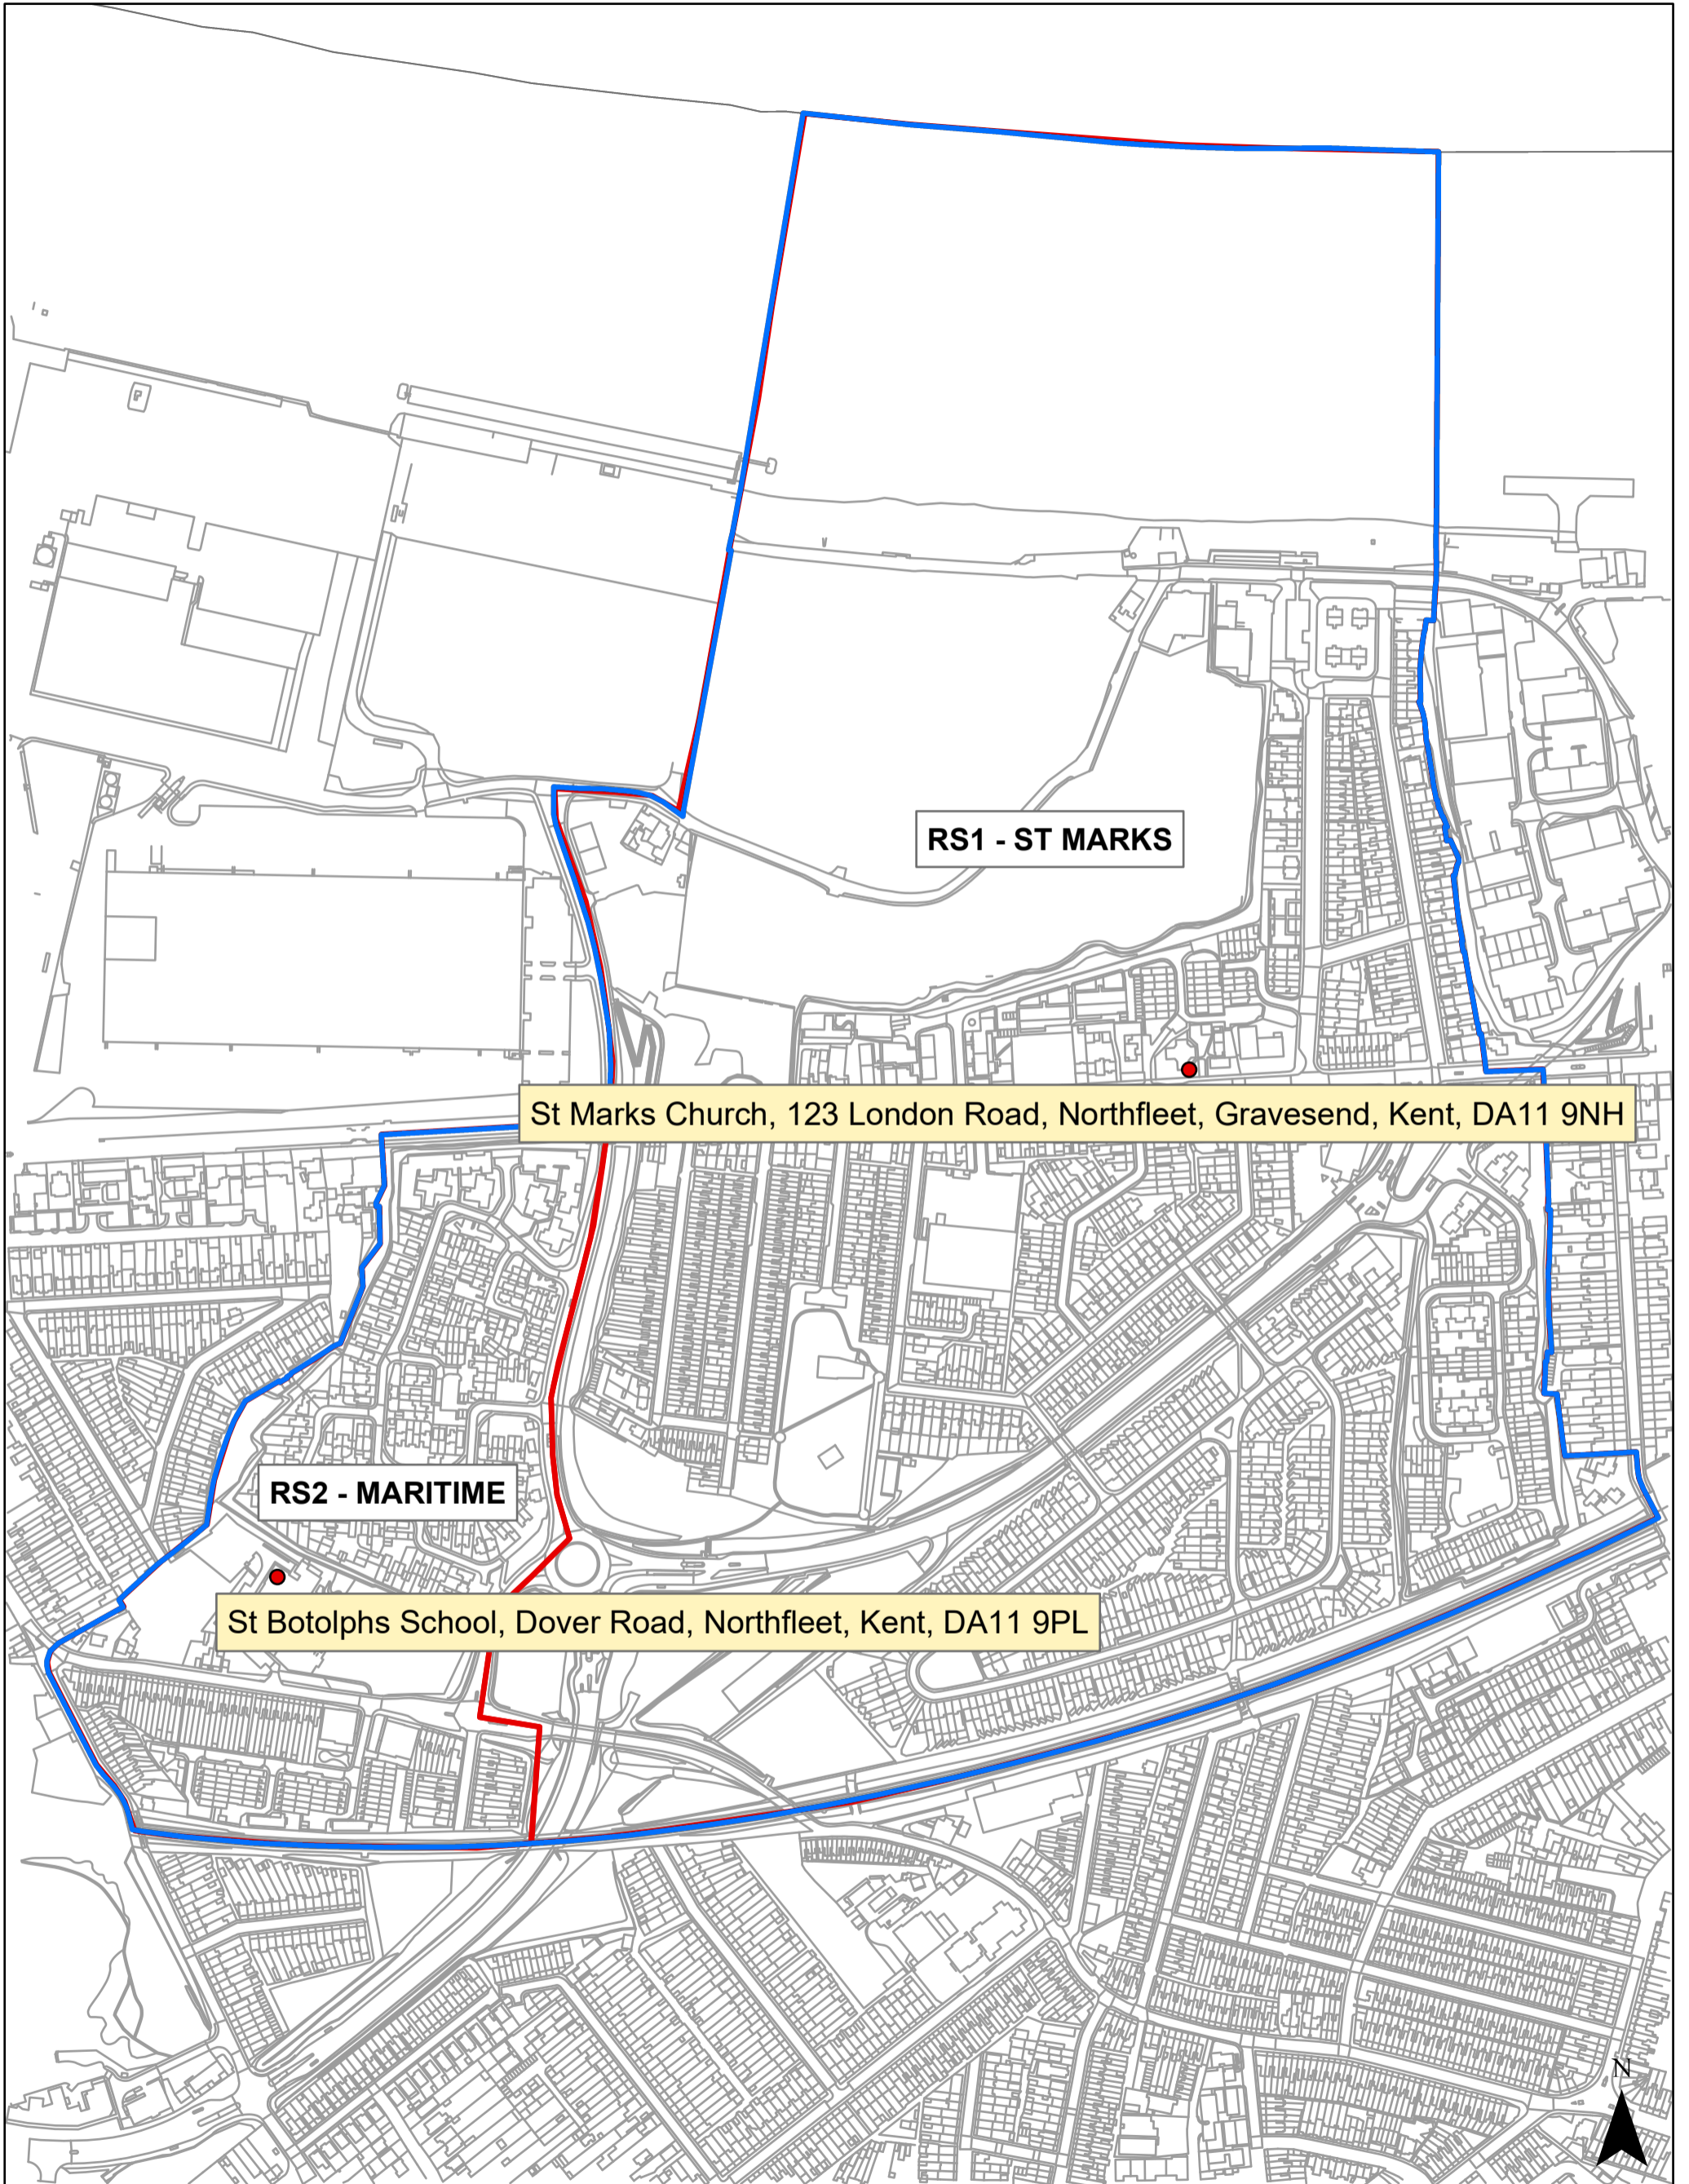 RS1 - ST MARKS
St Marks Church, 123 London Road, Northfleet, Gravesend, Kent, DA11 9NH
RS2 - MARITIME
St Botolphs School, Dover Road, Northfleet, Kent, DA11 9PL
N